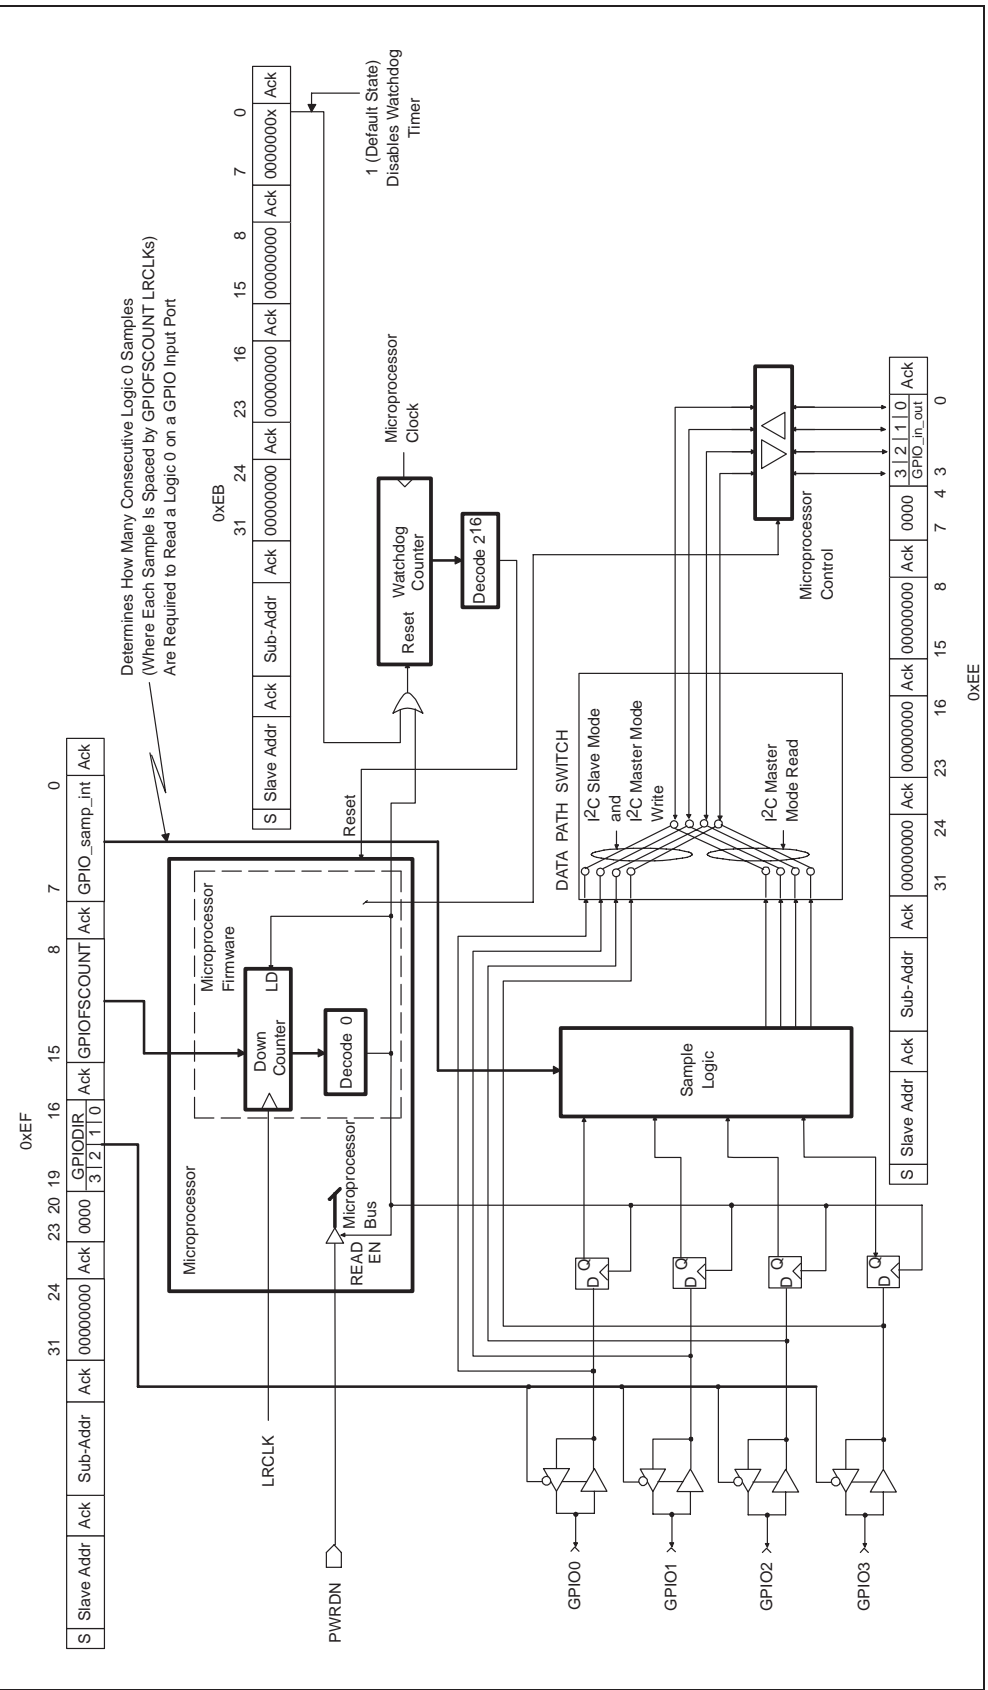 0xEF
31 24 23 20 19 16 15 8 7 0
S Slave Addr Ack Sub-Addr Ack 00000000 Ack 0000 GPIODIR 3 2 1 0 Ack GPIOFSCOUNT Ack GPIO_samp_int Ack
Determines How Many Consecutive Logic 0 Samples
(Where Each Sample Is Spaced by GPIOFSCOUNT LRCLKs)
Are Required to Read a Logic 0 on a GPIO Input Port
0xEB
31 24 23 16 15 8 7 0
S Slave Addr Ack Sub-Addr Ack 00000000 Ack 00000000 Ack 00000000 Ack 0000000x Ack
1 (Default State)
Disables Watchdog
Timer
Microprocessor
Microprocessor
Firmware
LRCLK
Down
Counter
LD
Decode 0
PWRDN
Microprocessor
Bus
READ
EN
Reset
Reset
Watchdog
Counter
Microprocessor
Clock
Decode 2^16
DATA PATH SWITCH
I2C Slave Mode
and
I2C Master Mode
Write
I2C Master
Mode Read
Sample
Logic
Microprocessor
Control
GPIO0
D Q
GPIO1
D Q
GPIO2
D Q
GPIO3
D Q
S Slave Addr Ack Sub-Addr Ack 00000000 Ack 00000000 Ack 00000000 Ack 0000 3 2 1 0 GPIO_in_out Ack
31 24 23 16 15 8 7 4 3 0
0xEE